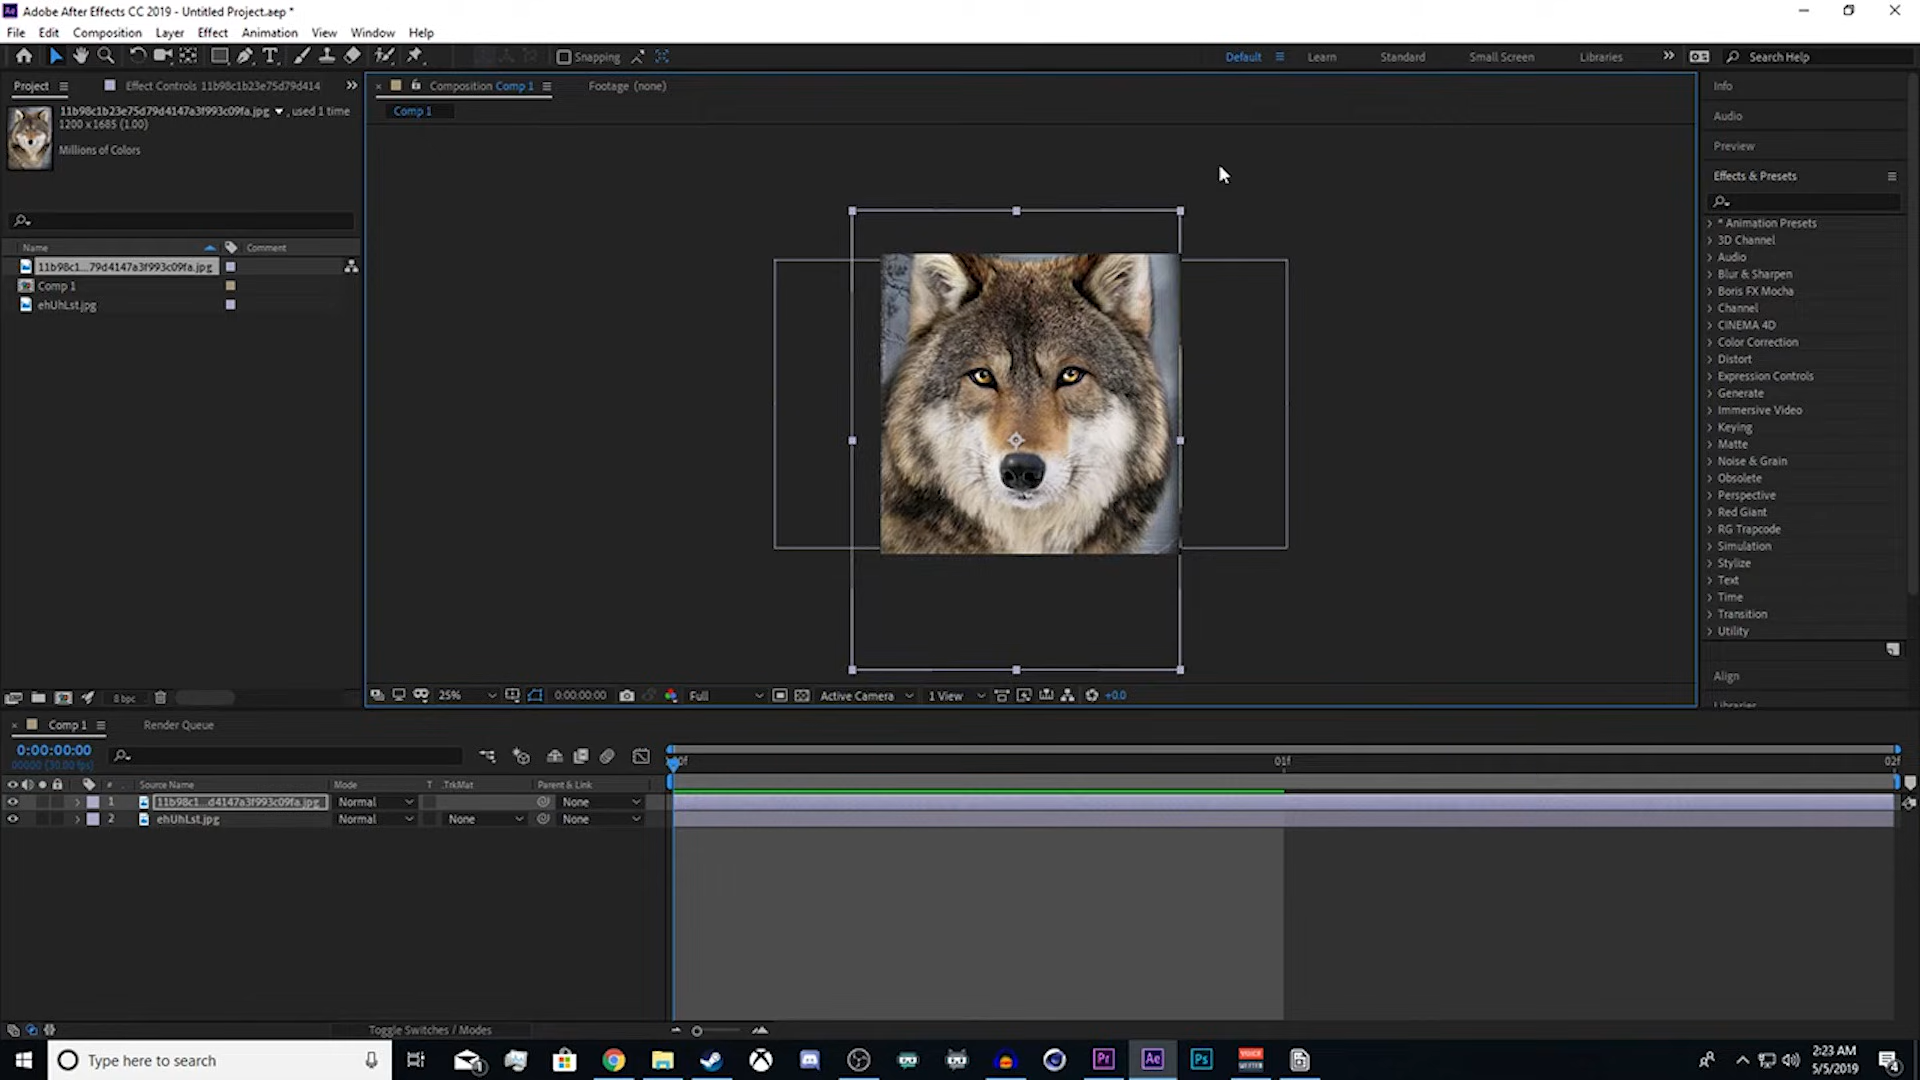 Adobe After Effects CC 2019 - Untitled Project.aep *
File Edit Composition Layer Effect Animation View Window Help
Snapping
Default Learn Standard Small Screen Libraries
Search Help
Project
Effect Controls 11b98c1b23e75d79d414
Composition Comp 1
Footage (none)
Comp 1
11b98c1b23e75d79d4147a3f993c09fa.jpg , used 1 time
1200 x 1685 (1.00)
Millions of Colors
Name Comment
11b98c1...79d4147a3f993c09fa.jpg
Comp 1
ehUhLst.jpg
Info
Audio
Preview
Effects & Presets
* Animation Presets
3D Channel
Audio
Blur & Sharpen
Boris FX Mocha
Channel
CINEMA 4D
Color Correction
Distort
Expression Controls
Generate
Immersive Video
Keying
Matte
Noise & Grain
Obsolete
Perspective
Red Giant
RG Trapcode
Simulation
Stylize
Text
Time
Transition
Utility
Align
Libraries
8 bpc
25% 0:00:00:00 Full Active Camera 1 View +0.0
Comp 1
Render Queue
0:00:00:00
00000 (30.00 fps)
:00f 01f 02f
# Source Name Mode T .TrkMat Parent & Link
1 11b98c1...d4147a3f993c09fa.jpg Normal None
2 ehUhLst.jpg Normal None None
Toggle Switches / Modes
Type here to search
1
Pr
Ae
Ps
2:23 AM
5/5/2019
4